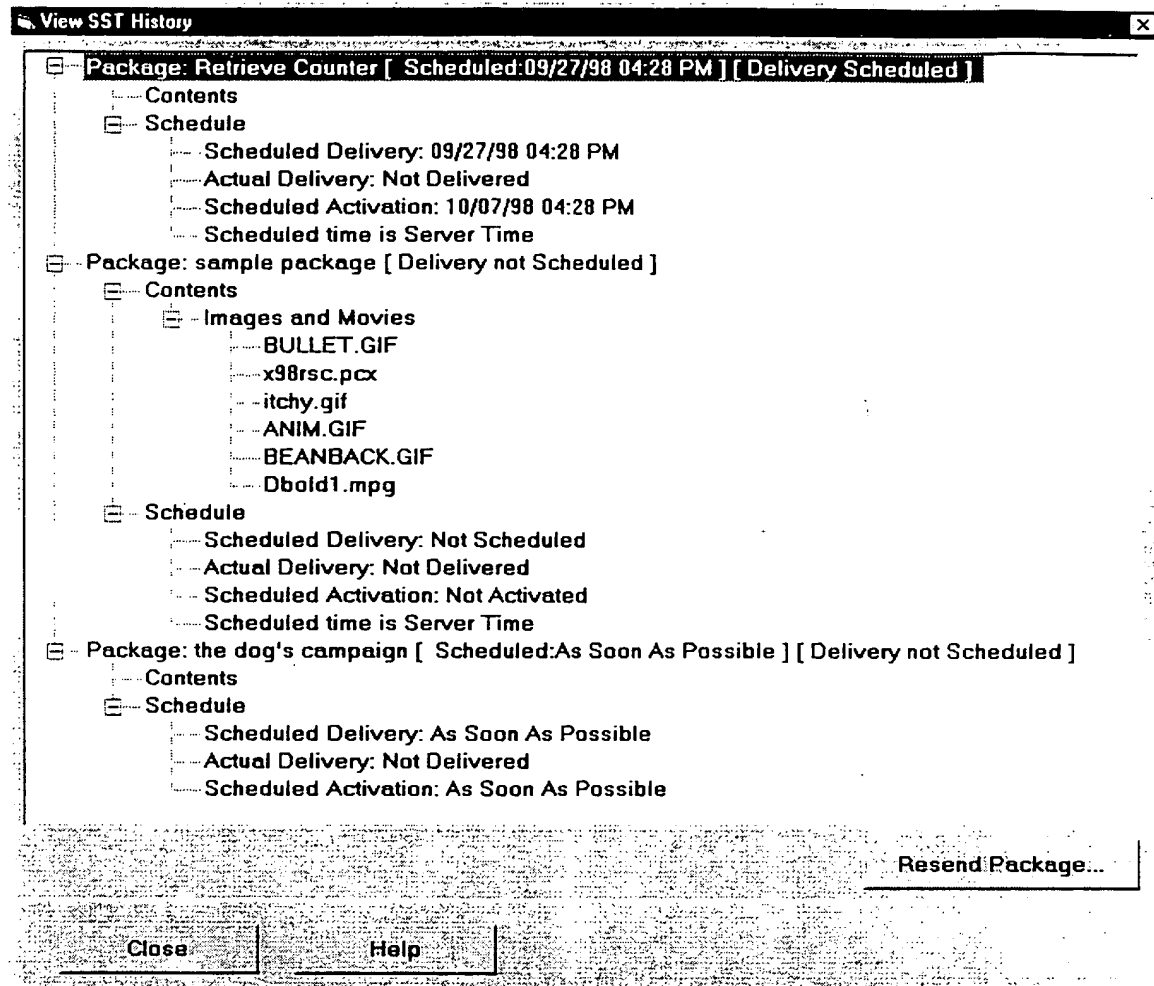 View SST History
Package: Retrieve Counter [ Scheduled:09/27/98 04:28 PM ] [ Delivery Scheduled ]
Contents
Schedule
Scheduled Delivery: 09/27/98 04:28 PM
Actual Delivery: Not Delivered
Scheduled Activation: 10/07/98 04:28 PM
Scheduled time is Server Time
Package: sample package [ Delivery not Scheduled ]
Contents
Images and Movies
BULLET.GIF
x98rsc.pcx
itchy.gif
ANIM.GIF
BEANBACK.GIF
Dbold1.mpg
Schedule
Scheduled Delivery: Not Scheduled
Actual Delivery: Not Delivered
Scheduled Activation: Not Activated
Scheduled time is Server Time
Package: the dog's campaign [ Scheduled:As Soon As Possible ] [ Delivery not Scheduled ]
Contents
Schedule
Scheduled Delivery: As Soon As Possible
Actual Delivery: Not Delivered
Scheduled Activation: As Soon As Possible
Resend Package...
Close Help